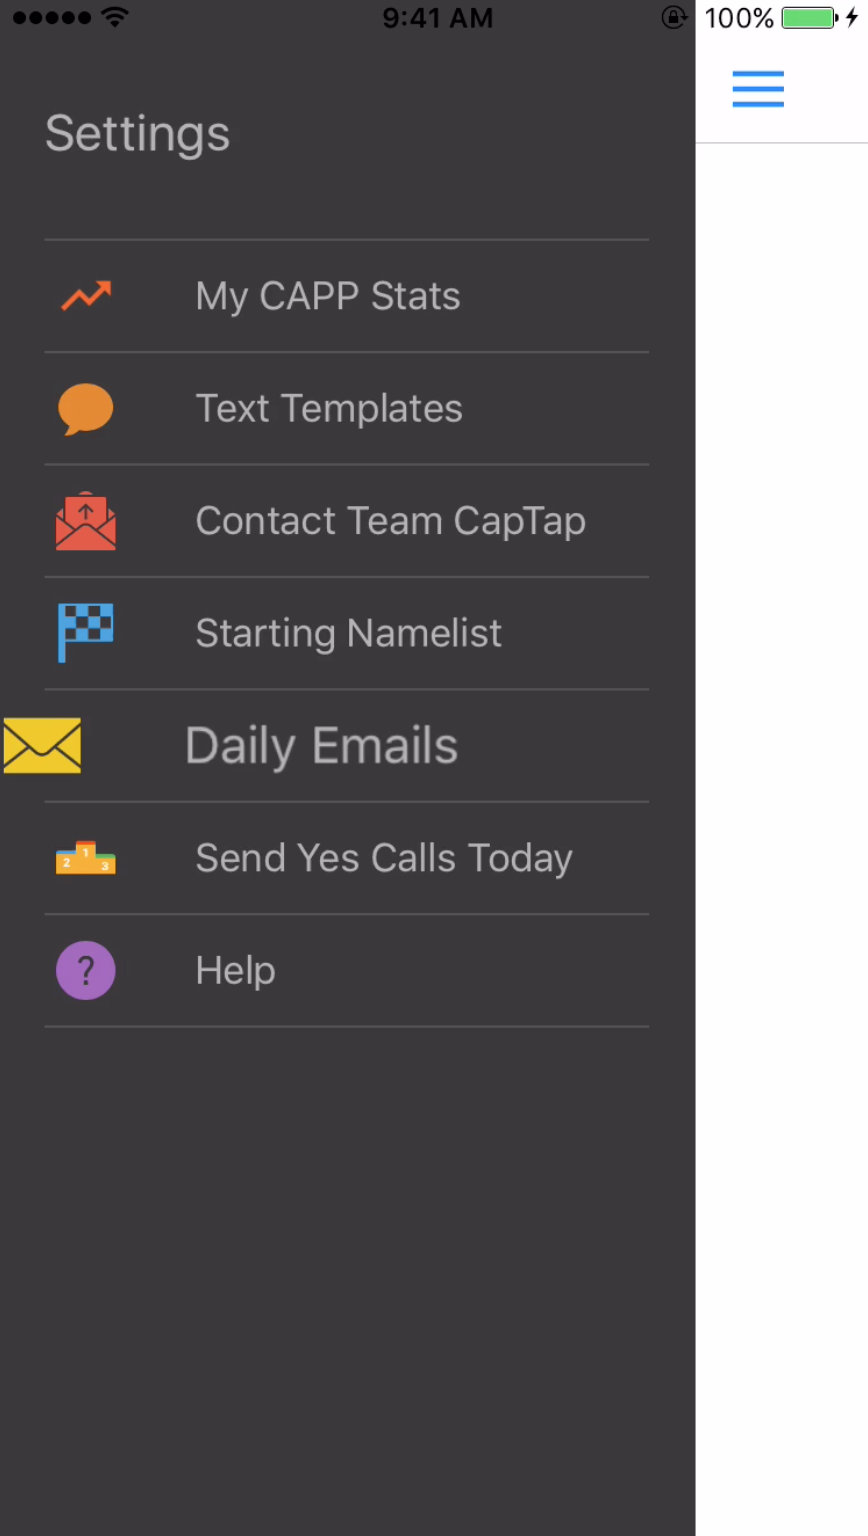 9:41 AM 100%
Settings
My CAPP Stats
Text Templates
Contact Team CapTap
Starting Namelist
Daily Emails
2 1 3
Send Yes Calls Today
?
Help